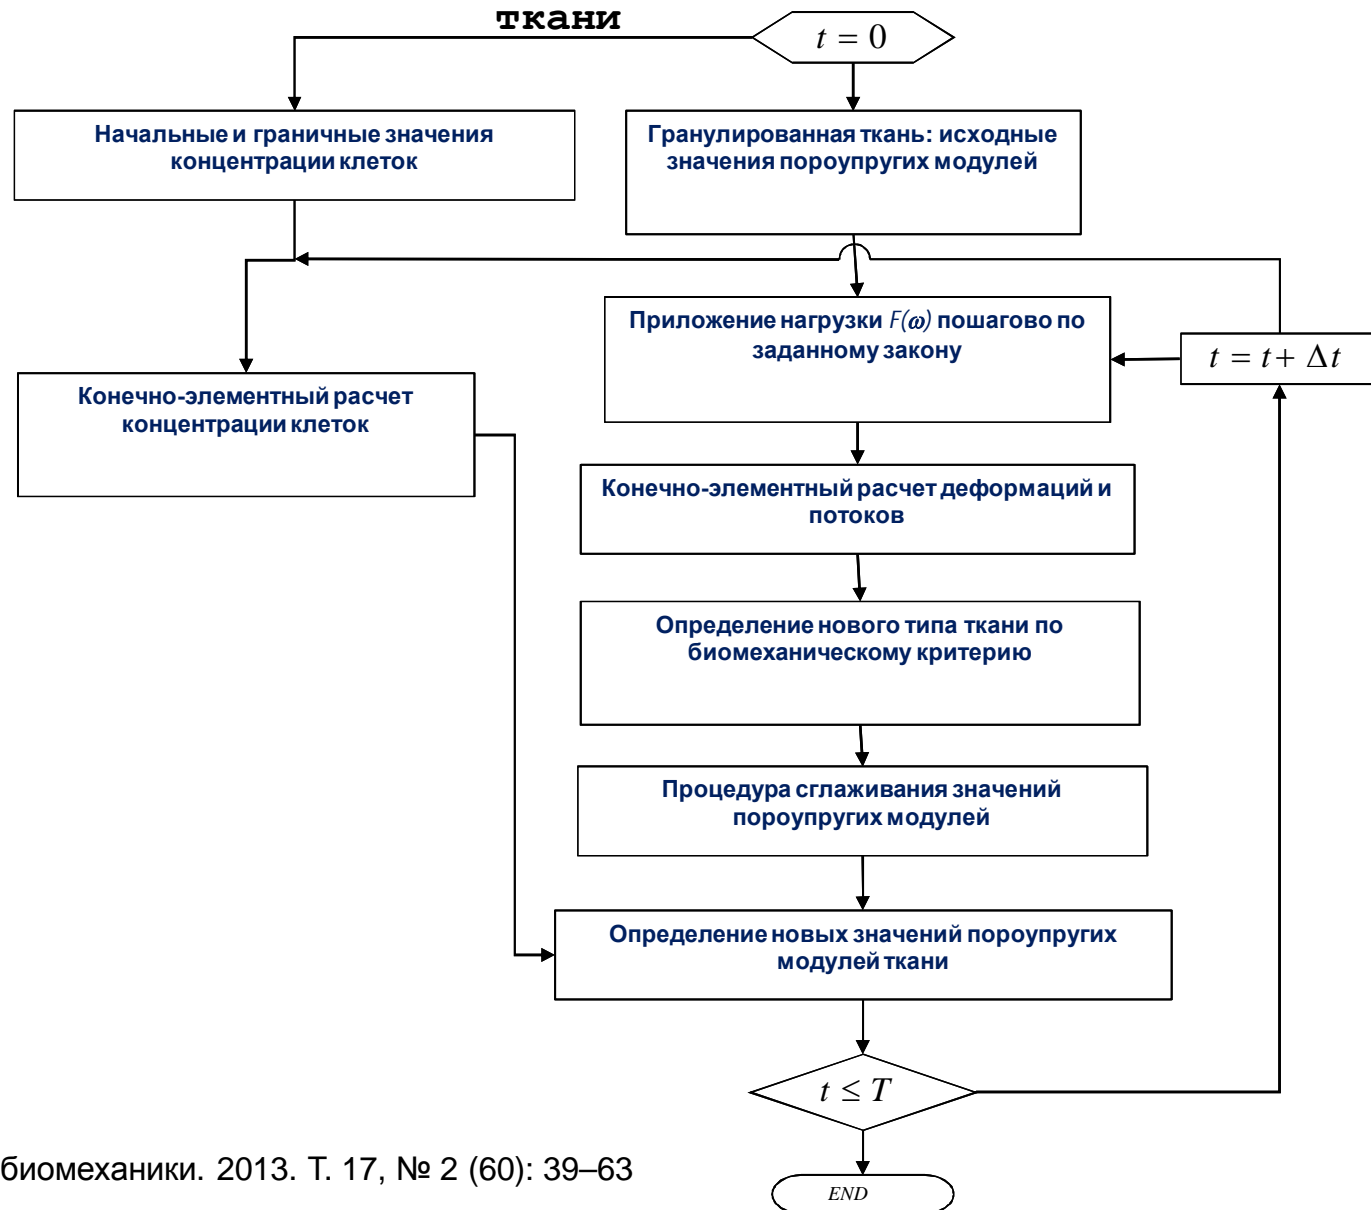 ткани
t = 0
Начальные и граничные значения
концентрации клеток
Гранулированная ткань: исходные
значения пороупругих модулей
Приложение нагрузки F(ω) пошагово по
заданному закону
t = t + Δt
Конечно-элементный расчет
концентрации клеток
Конечно-элементный расчет деформаций и
потоков
Определение нового типа ткани по
биомеханическому критерию
Процедура сглаживания значений
пороупругих модулей
Определение новых значений пороупругих
модулей ткани
t ≤ T
биомеханики. 2013. Т. 17, № 2 (60): 39–63
END